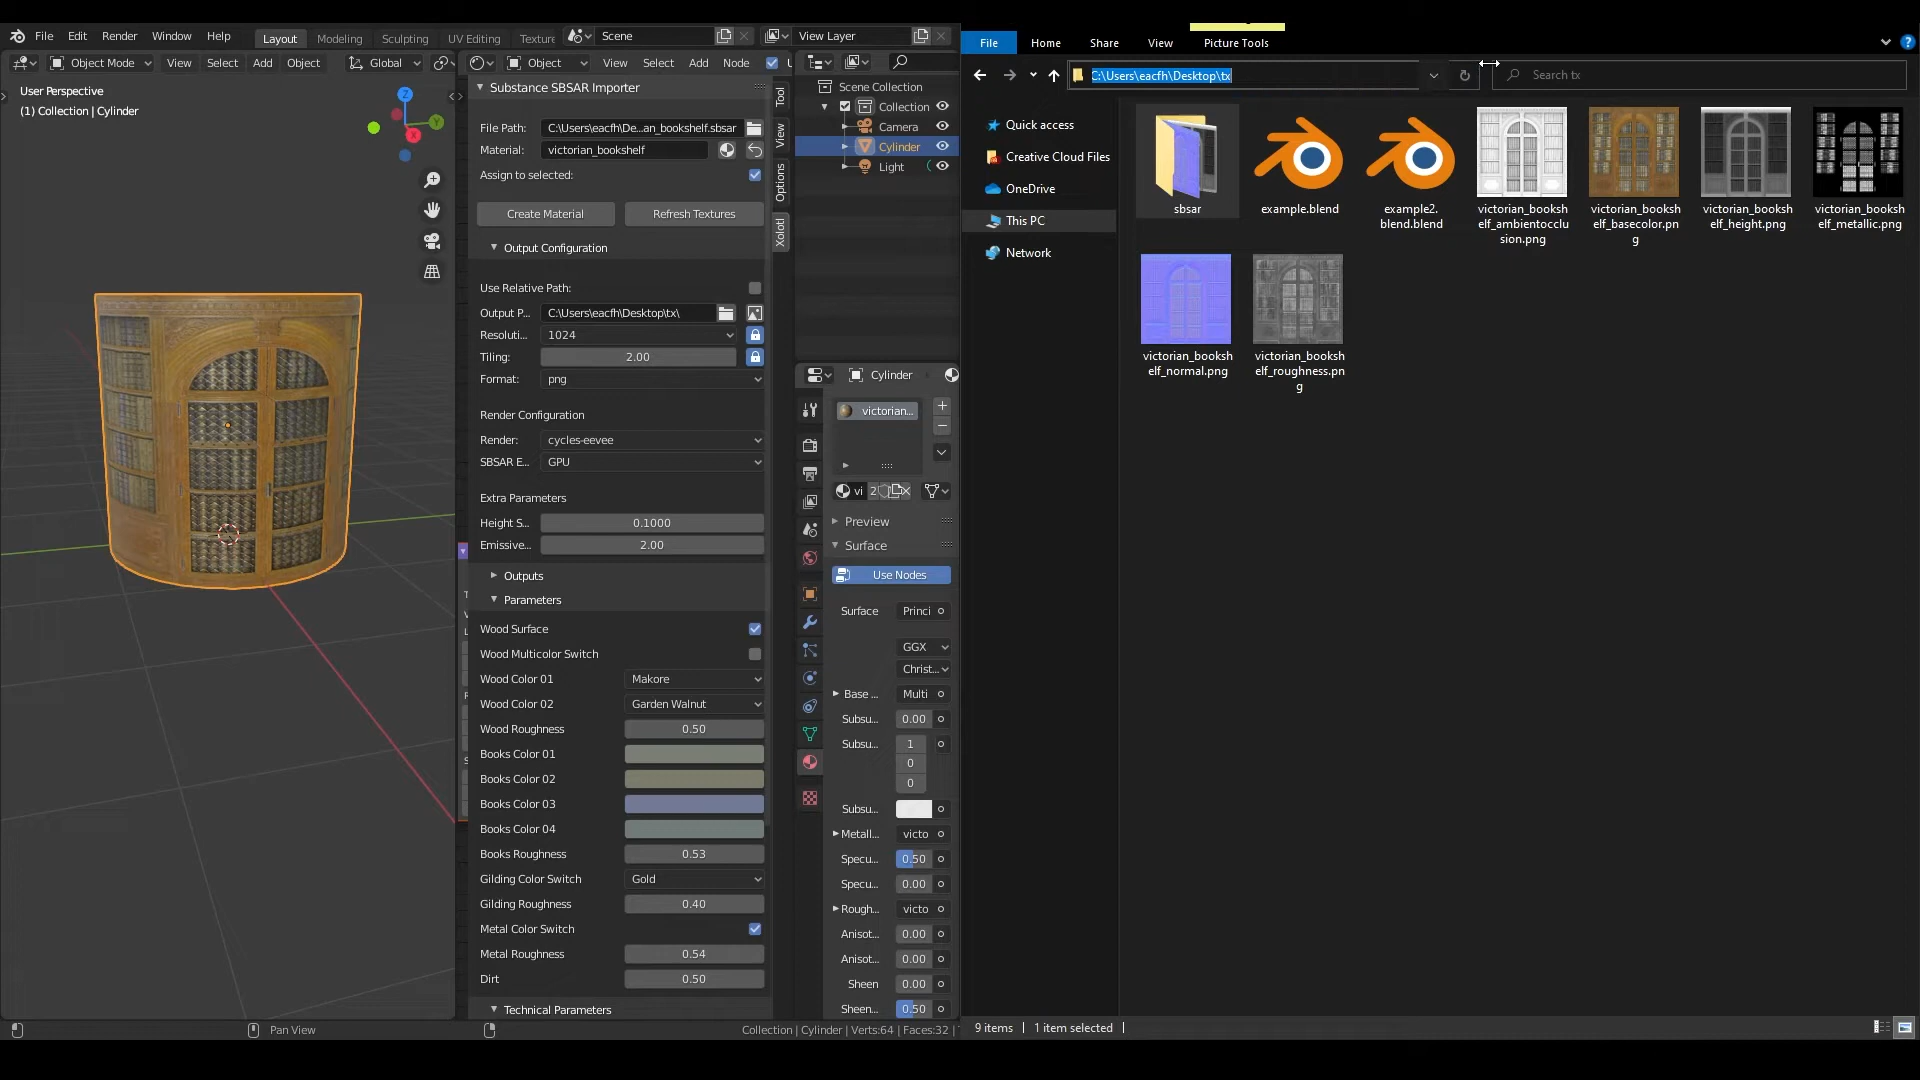 File Edit Render Window Help Layout Modeling Sculpting UV Editing Texture Scene View Layer
Object Mode View Select Add Object Global
User Perspective
(1) Collection | Cylinder
Object View Select Add Node
Substance SBSAR Importer
File Path: C:\Users\eacfh\De...an_bookshelf.sbsar
Material: victorian_bookshelf
Assign to selected:
Create Material Refresh Textures
Output Configuration
Use Relative Path:
Output P... C:\Users\eacfh\Desktop\tx\
Resoluti... 1024
Tiling: 2.00
Format: png
Render Configuration
Render: cycles-eevee
SBSAR E... GPU
Extra Parameters
Height S... 0.1000
Emissive... 2.00
Outputs
Parameters
Wood Surface
Wood Multicolor Switch
Wood Color 01 Makore
Wood Color 02 Garden Walnut
Wood Roughness 0.50
Books Color 01
Books Color 02
Books Color 03
Books Color 04
Books Roughness 0.53
Gilding Color Switch Gold
Gilding Roughness 0.40
Metal Color Switch
Metal Roughness 0.54
Dirt 0.50
Technical Parameters
Tool
View
Options
Xolotl
Scene Collection
Collection
Camera
Cylinder
Light
Cylinder
victorian...
vi 2
Preview
Surface
Use Nodes
Surface Princi
GGX
Christ...
Base ... Multi
Subsu... 0.00
Subsu... 1
0
0
Subsu...
Metall... victo
Specu... 0.50
Specu... 0.00
Rough... victo
Anisot... 0.00
Anisot... 0.00
Sheen 0.00
Sheen... 0.50
Pan View
Collection | Cylinder | Verts:64 | Faces:32 |
File Home Share View Picture Tools
C:\Users\eacfh\Desktop\tx Search tx
Quick access
Creative Cloud Files
OneDrive
This PC
Network
sbsar
example.blend
example2.
blend.blend
victorian_booksh
elf_ambientocclu
sion.png
victorian_booksh
elf_basecolor.pn
g
victorian_booksh
elf_height.png
victorian_booksh
elf_metallic.png
victorian_booksh
elf_normal.png
victorian_booksh
elf_roughness.pn
g
9 items | 1 item selected |